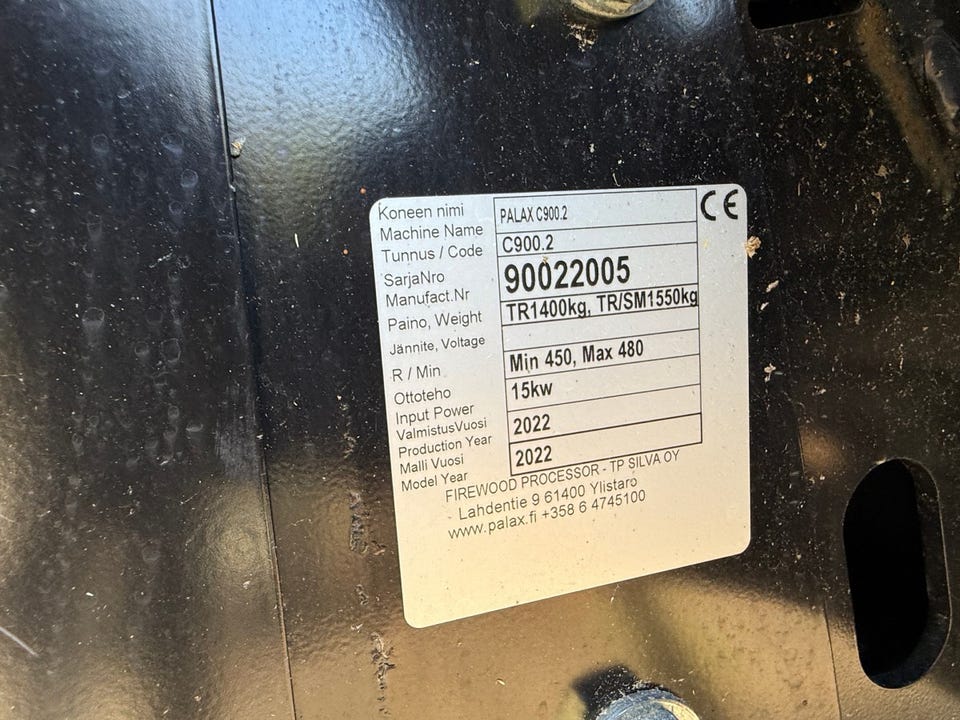 Koneen nimi
Machine Name
PALAX C900.2
CE
Tunnus / Code
C900.2
SarjaNro
Manufact.Nr
90022005
Paino, Weight
TR1400kg, TR/SM1550kg
Jännite, Voltage
R / Min
Min 450, Max 480
Ottoteho
Input Power
15kw
ValmistusVuosi
Production Year
2022
Malli Vuosi
Model Year
2022
FIREWOOD PROCESSOR - TP SILVA OY
Lahdentie 9 61400 Ylistaro
www.palax.fi +358 6 4745100